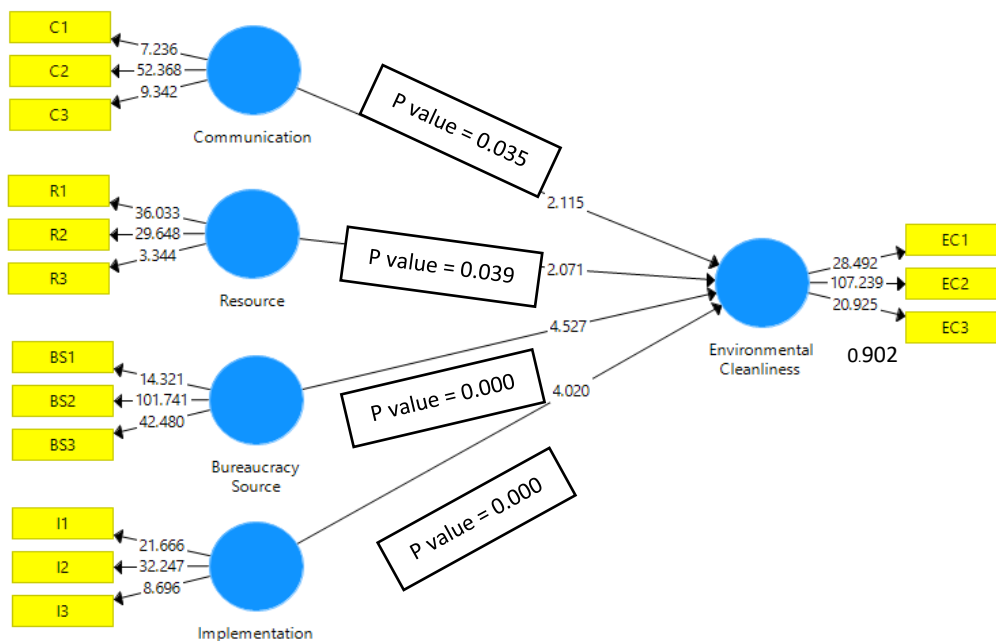 C1
7.236
C2
52.368
C3
9.342
Communication
P value = 0.035
2.115
R1
36.033
R2
29.648
R3
3.344
Resource
P value = 0.039
2.071
BS1
14.321
BS2
101.741
BS3
42.480
Bureaucracy
Source
P value = 0.000
4.527
I1
21.666
I2
32.247
I3
8.696
Implementation
P value = 0.000
4.020
Environmental
Cleanliness
0.902
EC1
28.492
EC2
107.239
EC3
20.925